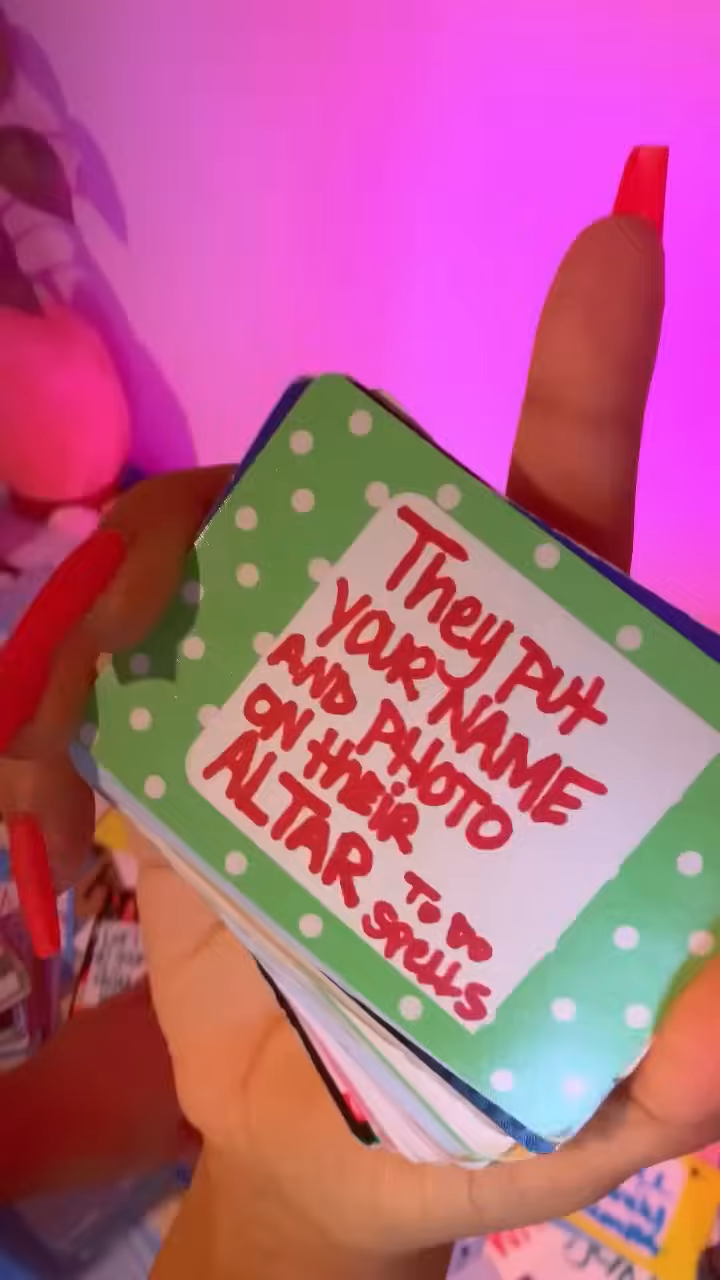 They put
YOUR NAME
AND PHOTO
ON their
ALTAR
To Do
spells